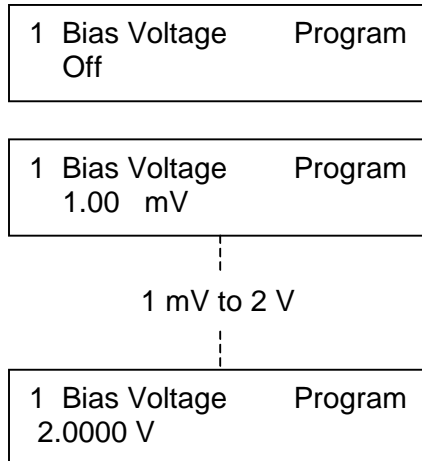 1 Bias Voltage Program
Off
1 Bias Voltage Program
1.00 mV
1 mV to 2 V
1 Bias Voltage Program
2.0000 V